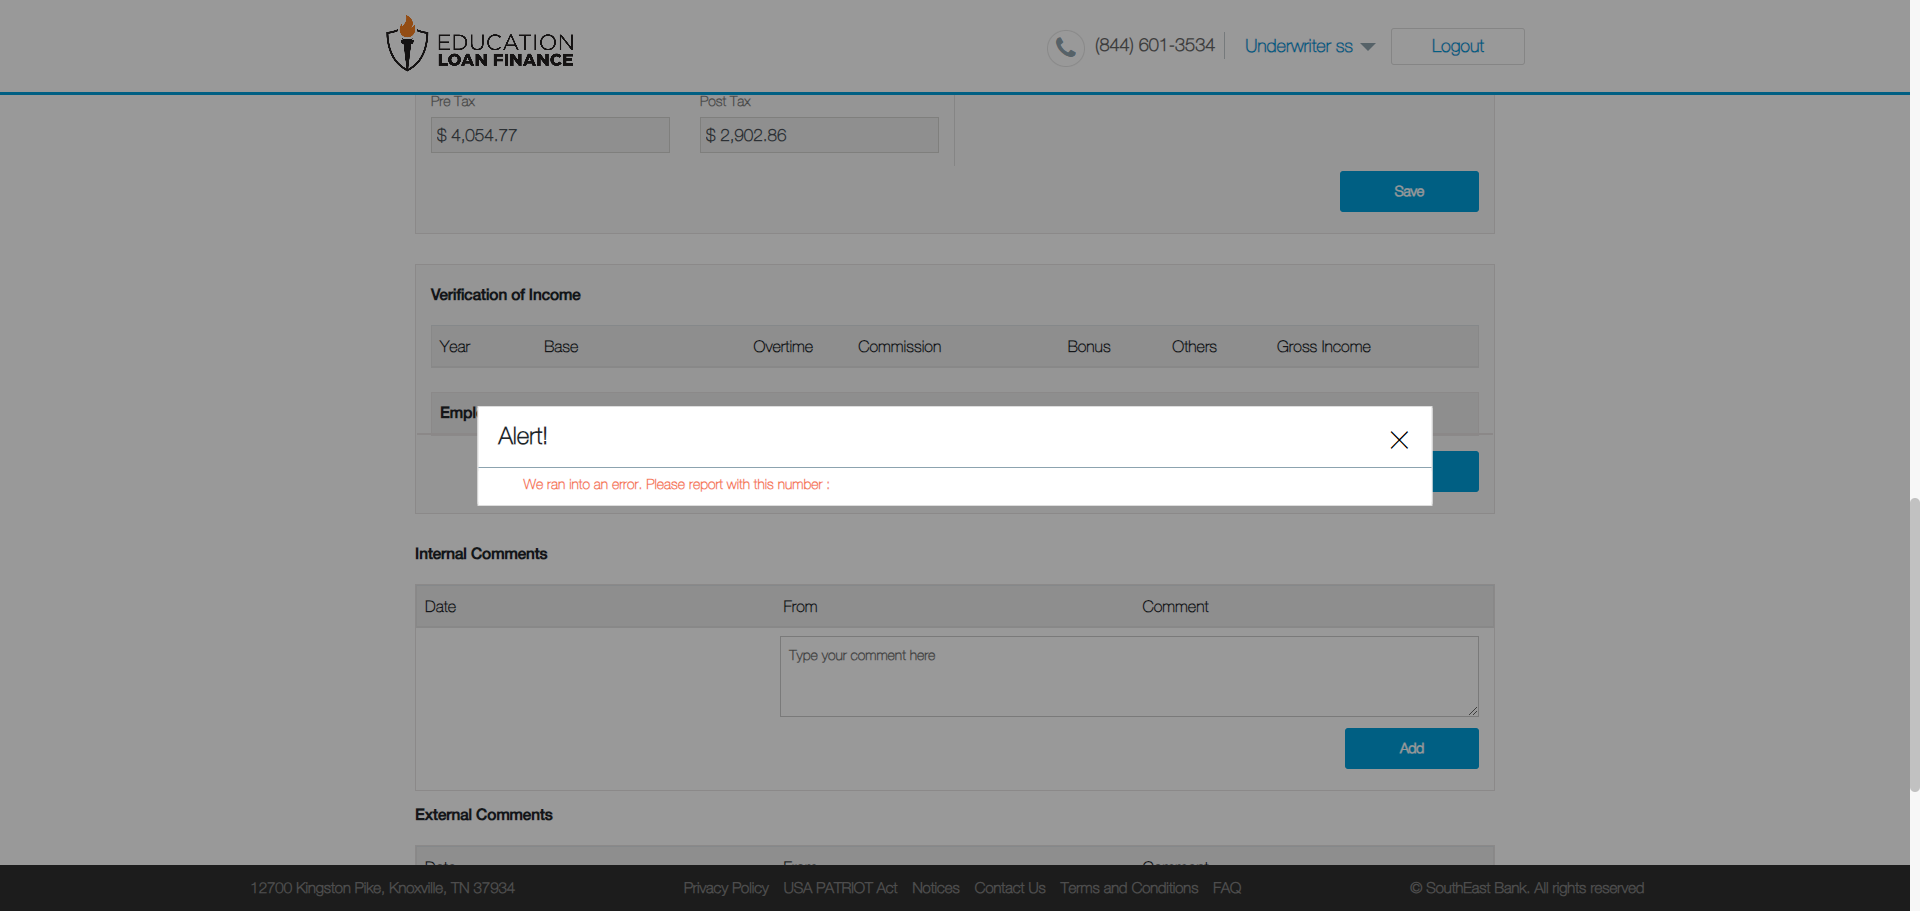 EDUCATION
LOAN FINANCE
(844) 601-3534
Underwriter ss
Logout
Pre Tax
Post Tax
$ 4,054.77
$ 2,902.86
Save
Verification of Income
Year Base Overtime Commission Bonus Others Gross Income
Alert!
We ran into an error. Please report with this number :
Internal Comments
Date From Comment
Type your comment here
Add
External Comments
12700 Kingston Pike, Knoxville, TN 37934
Privacy Policy USA PATRIOT Act Notices Contact Us Terms and Conditions FAQ
© SouthEast Bank. All rights reserved